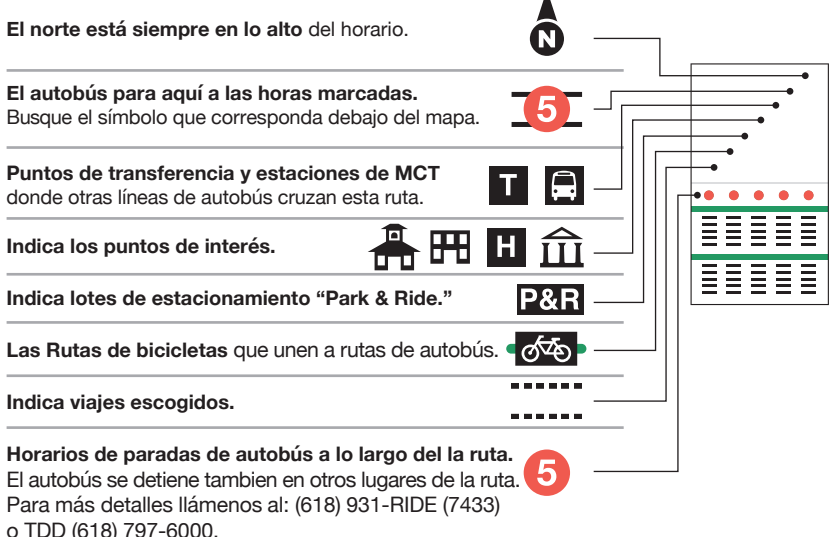 El norte está siempre en lo alto del horario.
N
El autobús para aquí a las horas marcadas.
Busque el símbolo que corresponda debajo del mapa.
5
Puntos de transferencia y estaciones de MCT
donde otras líneas de autobús cruzan esta ruta.
T
Indica los puntos de interés.
H
Indica lotes de estacionamiento “Park & Ride.”
P&R
Las Rutas de bicicletas que unen a rutas de autobús.
Indica viajes escogidos.
Horarios de paradas de autobús a lo largo del la ruta.
El autobús se detiene tambien en otros lugares de la ruta.
5
Para más detalles llámenos al: (618) 931-RIDE (7433)
o TDD (618) 797-6000.